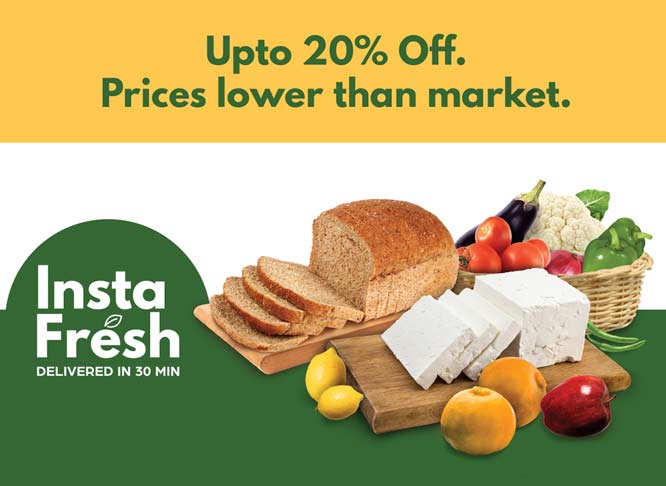 Upto 20% Off.
Prices lower than market.
Insta
Fresh
DELIVERED IN 30 MIN